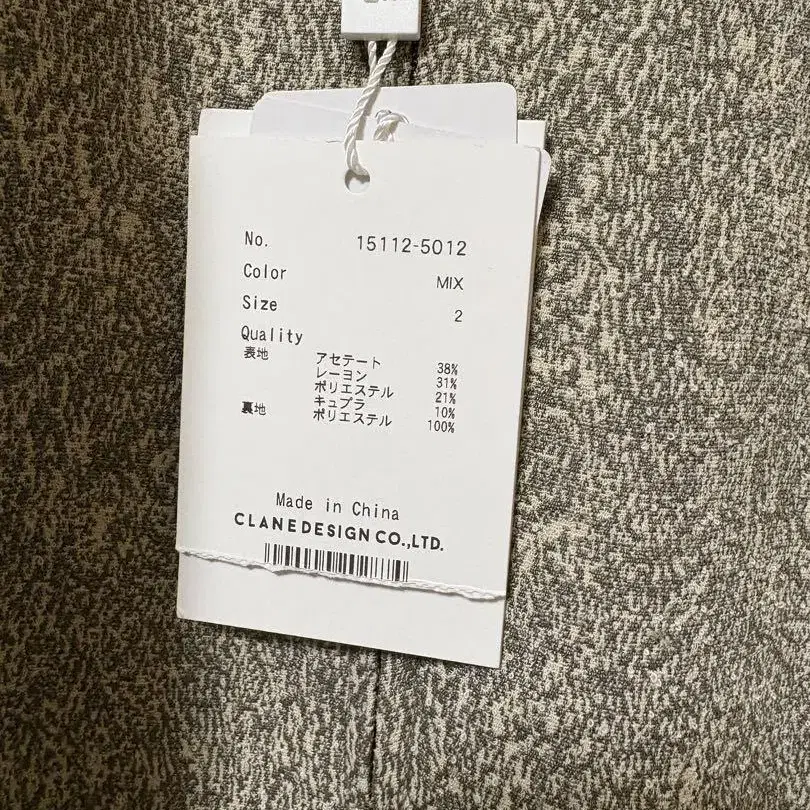 No. 15112-5012
Color MIX
Size 2
Quality
表地 アセテート 38%
レーヨン 31%
ポリエステル 21%
キュプラ 10%
裏地 ポリエステル 100%
Made in China
CLANEDESIGN CO.,LTD.